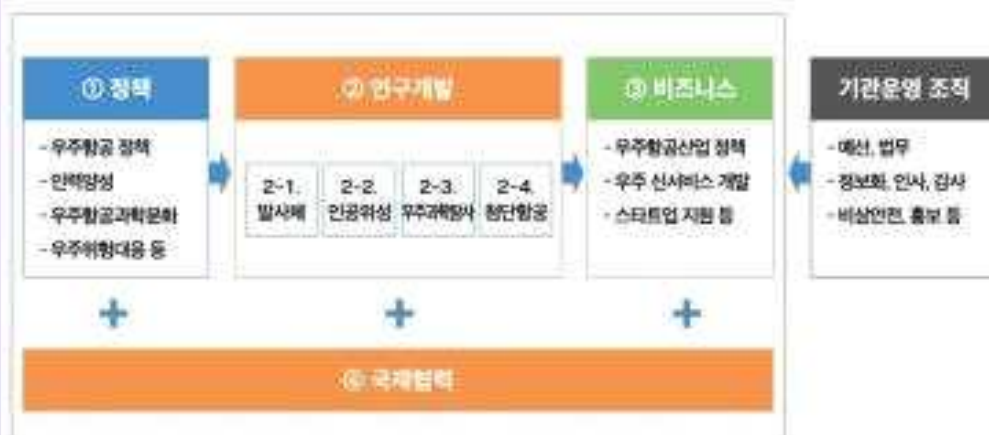 ① 정책
- 우주항공 정책
- 인력양성
- 우주항공과학문화
- 우주위험대응 등
② 연구개발
2-1.
발사체
2-2.
인공위성
2-3.
우주과학탐사
2-4.
첨단항공
③ 비즈니스
- 우주항공산업 정책
- 우주 신서비스 개발
- 스타트업 지원 등
기관운영 조직
- 예산, 법무
- 정보화, 인사, 감사
- 비상안전, 홍보 등
④ 국제협력